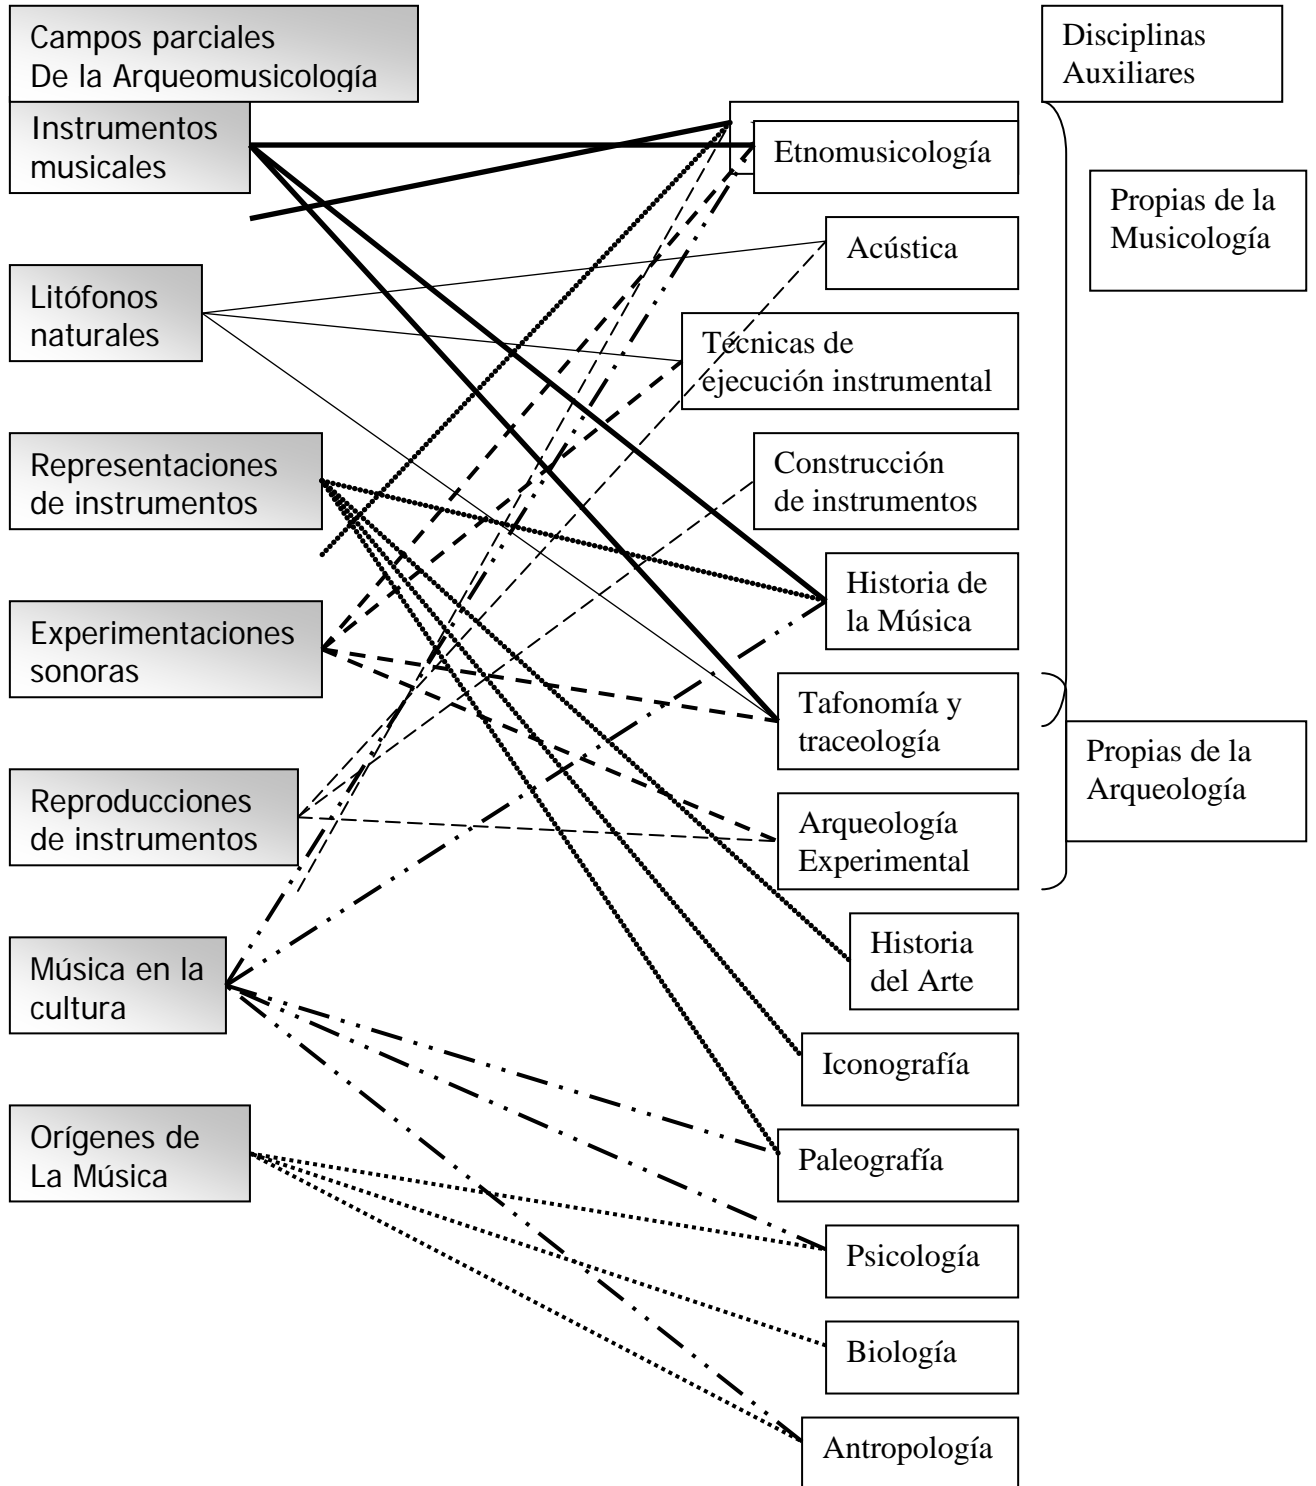 Campos parciales
De la Arqueomusicología
Instrumentos
musicales
Litófonos
naturales
Representaciones
de instrumentos
Experimentaciones
sonoras
Reproducciones
de instrumentos
Música en la
cultura
Orígenes de
La Música
Etnomusicología
Acústica
Técnicas de
ejecución instrumental
Construcción
de instrumentos
Historia de
la Música
Tafonomía y
traceología
Arqueología
Experimental
Historia
del Arte
Iconografía
Paleografía
Psicología
Biología
Antropología
Disciplinas
Auxiliares
Propias de la
Musicología
Propias de la
Arqueología